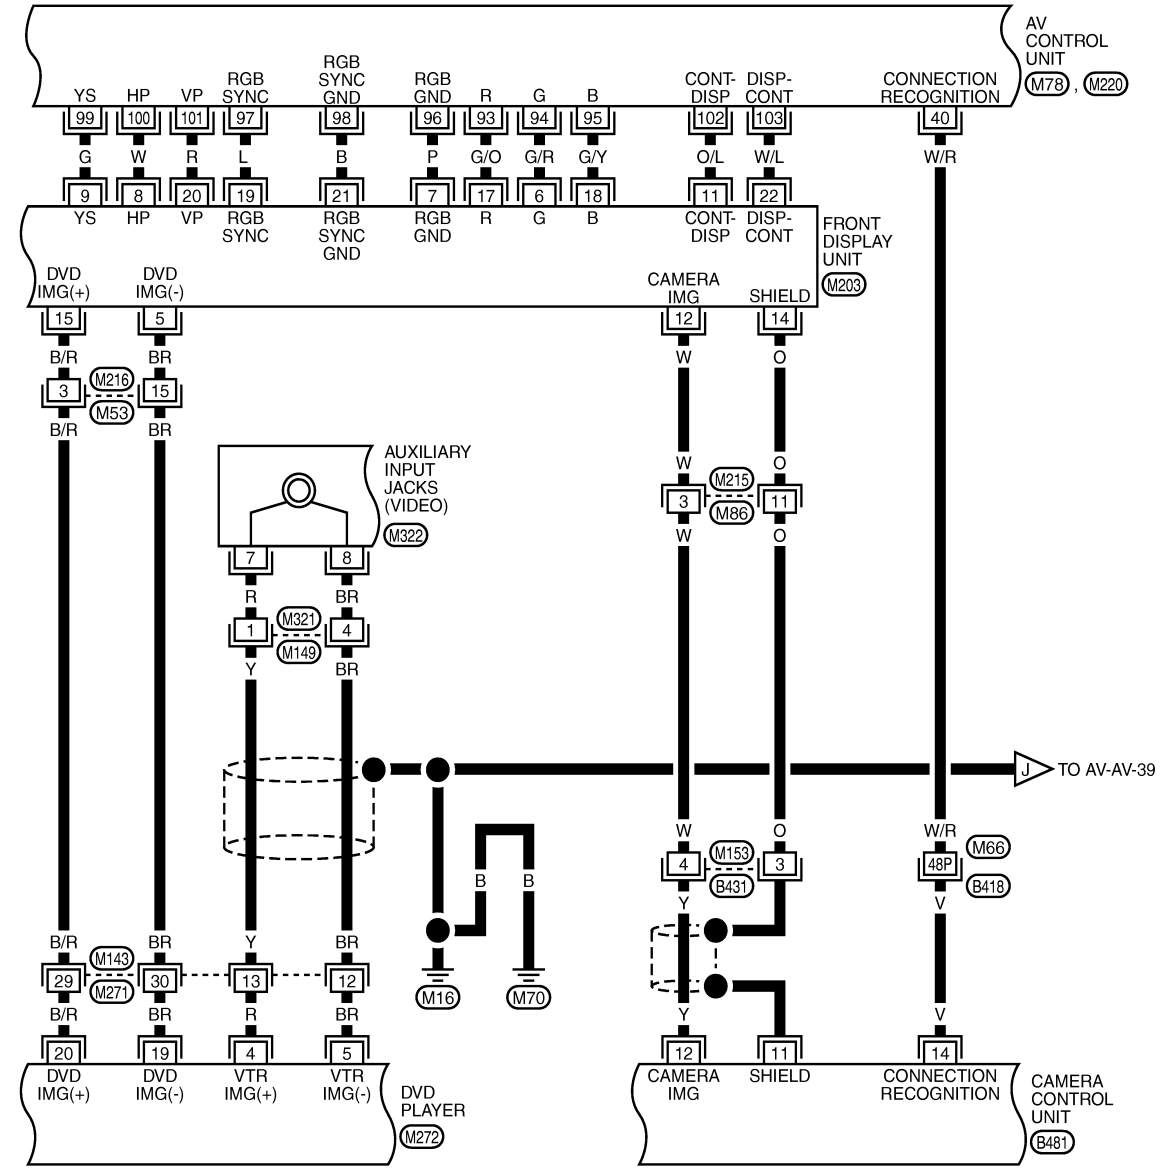 AV
CONTROL
UNIT
M78 , M220
YS HP VP RGB SYNC RGB SYNC GND RGB GND R G B CONT-DISP DISP-CONT CONNECTION RECOGNITION
99 100 101 97 98 96 93 94 95 102 103 40
G W R L B P G/O G/R G/Y O/L W/L W/R
9 8 20 19 21 7 17 6 18 11 22
YS HP VP RGB SYNC RGB SYNC GND RGB GND R G B CONT-DISP DISP-CONT
FRONT
DISPLAY
UNIT
M203
DVD IMG(+) DVD IMG(-) CAMERA IMG SHIELD
15 5 12 14
B/R BR W O
3 M216 15
M53
B/R BR
AUXILIARY
INPUT
JACKS
(VIDEO)
M322
W O
3 M215 11
M86
W O
7 8
R BR
1 M321 4
M149
Y BR
J TO AV-AV-39
W O W/R
4 M153 3 48P M66
B431 B418
B B
Y V
B/R BR Y BR
29 M143 30 13 12
M271
M16 M70
B/R BR R BR Y V
20 19 4 5 12 11 14
DVD IMG(+) DVD IMG(-) VTR IMG(+) VTR IMG(-) CAMERA IMG SHIELD CONNECTION RECOGNITION
DVD
PLAYER
M272
CAMERA
CONTROL
UNIT
B481